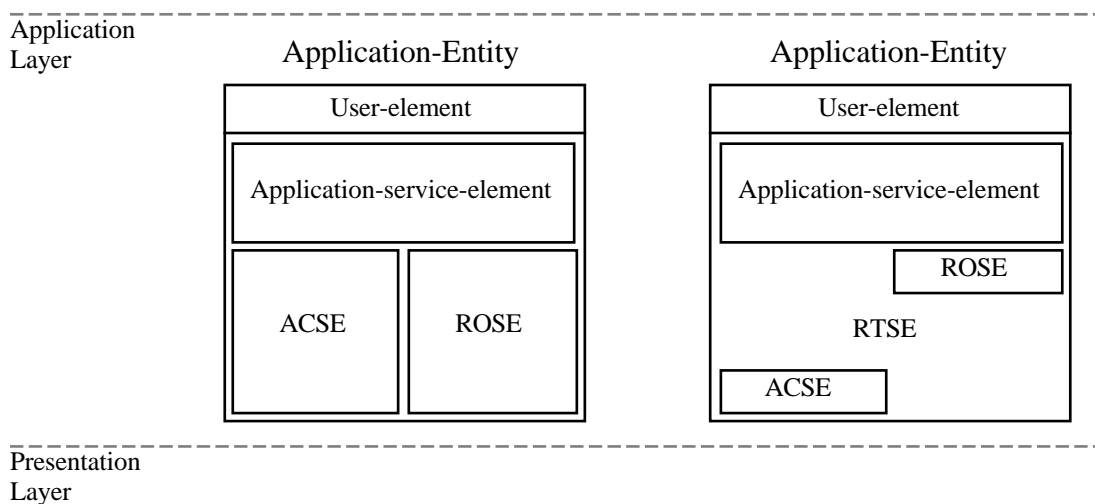 Application
Layer
Application-Entity
Application-Entity
User-element
User-element
Application-service-element
Application-service-element
ROSE
ACSE
ROSE
RTSE
ACSE
Presentation
Layer